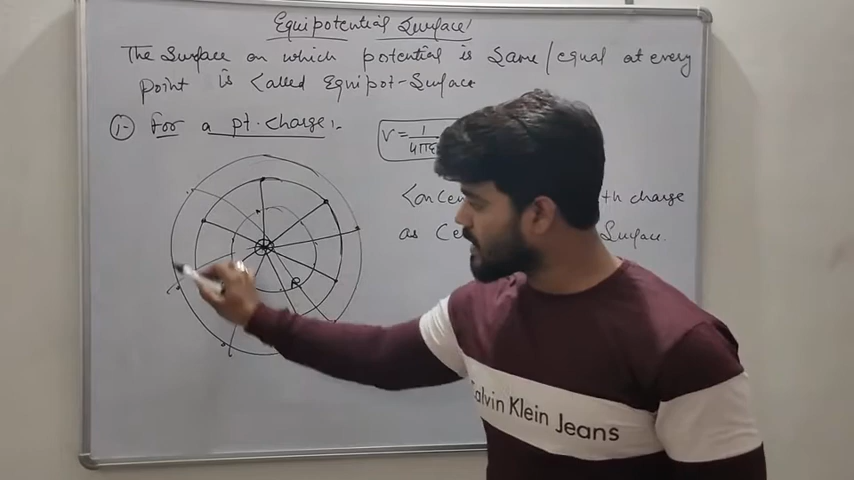 Equipotential Surface!
The Surface on which potential is Same/equal at every
point is Called Equipot-Surface
1- For a pt. Charge:-
V = 1
4πε
th charge
as Ce Surface.
Calvin Klein Jeans